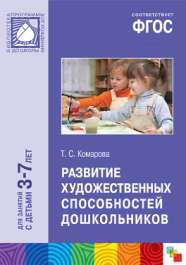 СООТВЕТСТВУЕТ
ФГОС
Т. С. Комарова
РАЗВИТИЕ
ХУДОЖЕСТВЕННЫХ
СПОСОБНОСТЕЙ
ДОШКОЛЬНИКОВ
ДЛЯ ЗАНЯТИЙ
С ДЕТЬМИ 3-7 ЛЕТ